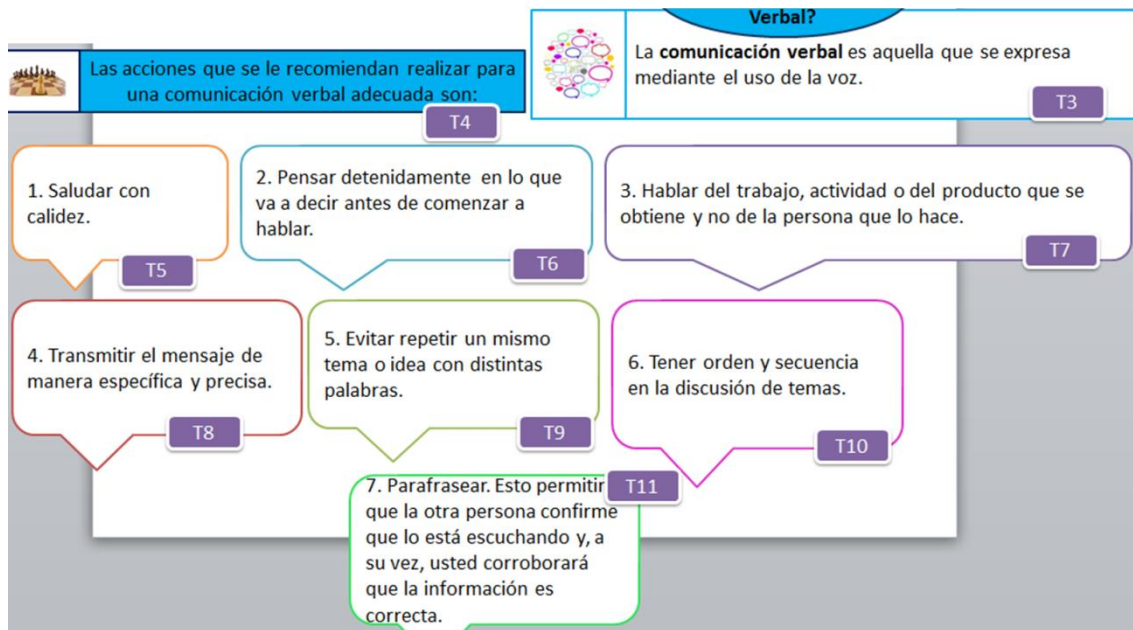 Verbal?
La comunicación verbal es aquella que se expresa
mediante el uso de la voz.
T3
Las acciones que se le recomiendan realizar para
una comunicación verbal adecuada son:
T4
1. Saludar con
calidez.
T5
2. Pensar detenidamente en lo que
va a decir antes de comenzar a
hablar.
T6
3. Hablar del trabajo, actividad o del producto que se
obtiene y no de la persona que lo hace.
T7
4. Transmitir el mensaje de
manera específica y precisa.
T8
5. Evitar repetir un mismo
tema o idea con distintas
palabras.
T9
6. Tener orden y secuencia
en la discusión de temas.
T10
7. Parafrasear. Esto permitir
T11
que la otra persona confirme
que lo está escuchando y, a
su vez, usted corroborará
que la información es
correcta.